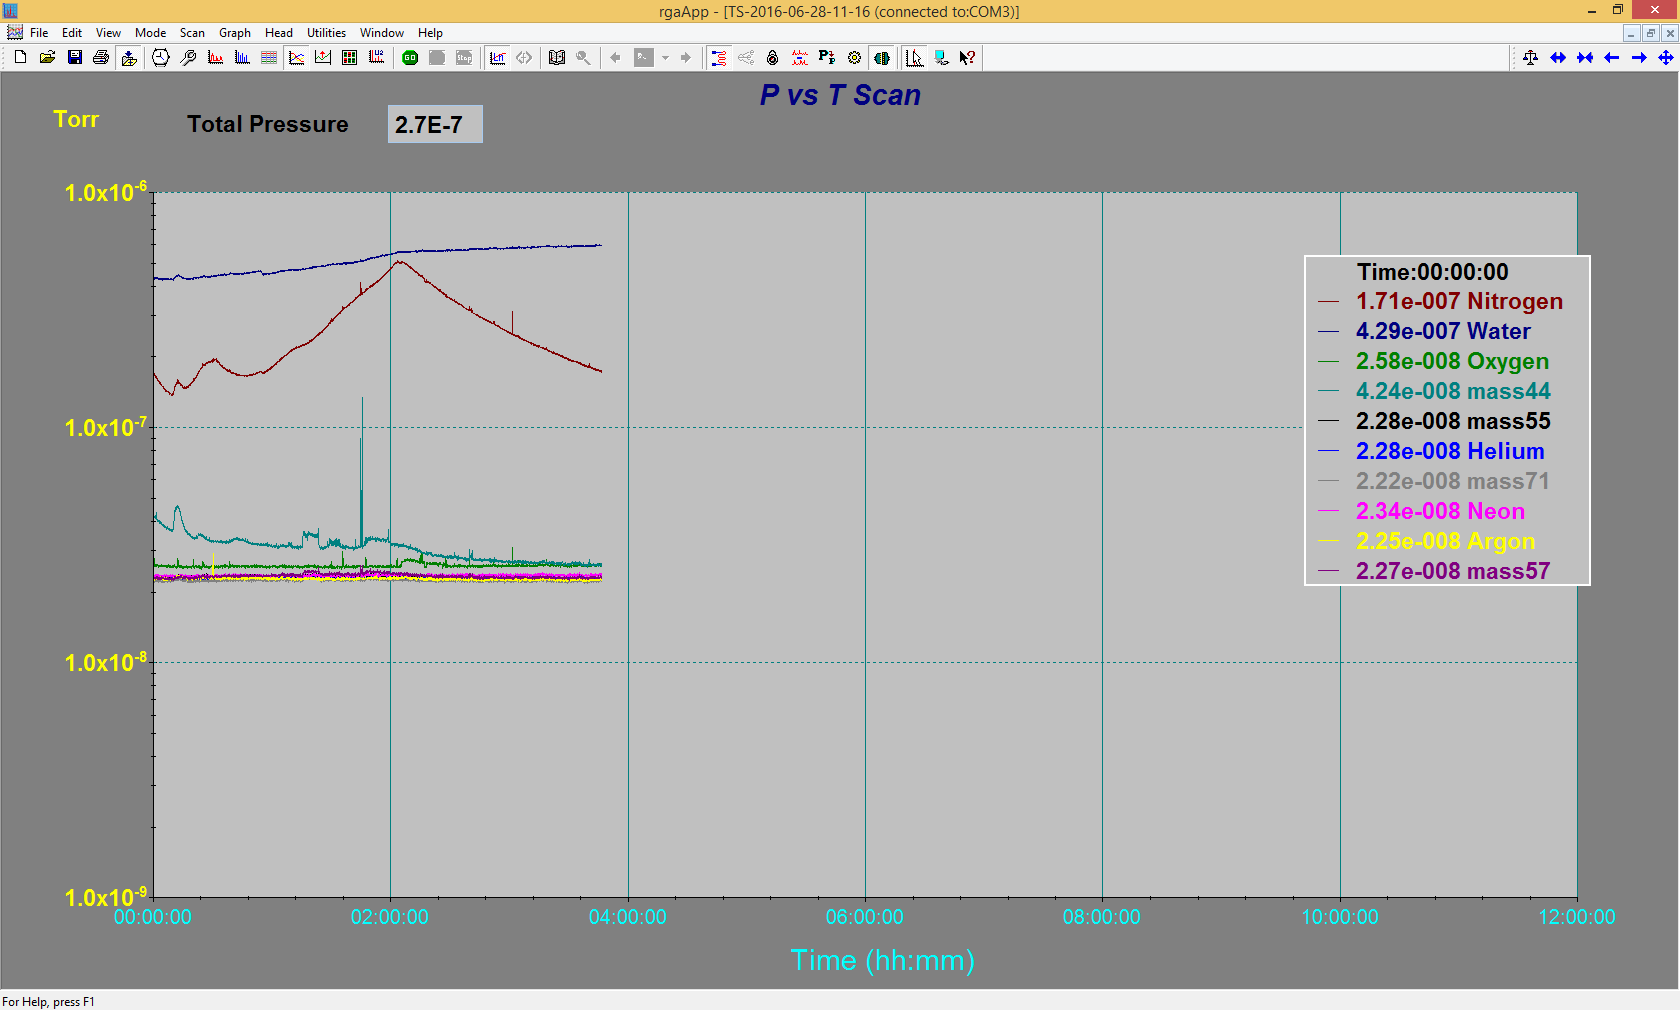 rgaApp - [TS-2016-06-28-11-16 (connected to:COM3)]
File Edit View Mode Scan Graph Head Utilities Window Help
GO Stop
P vs T Scan
Torr
Total Pressure 2.7E-7
1.0x10-6
1.0x10-7
1.0x10-8
1.0x10-9
Time:00:00:00
1.71e-007 Nitrogen
4.29e-007 Water
2.58e-008 Oxygen
4.24e-008 mass44
2.28e-008 mass55
2.28e-008 Helium
2.22e-008 mass71
2.34e-008 Neon
2.25e-008 Argon
2.27e-008 mass57
00:00:00 02:00:00 04:00:00 06:00:00 08:00:00 10:00:00 12:00:00
Time (hh:mm)
For Help, press F1